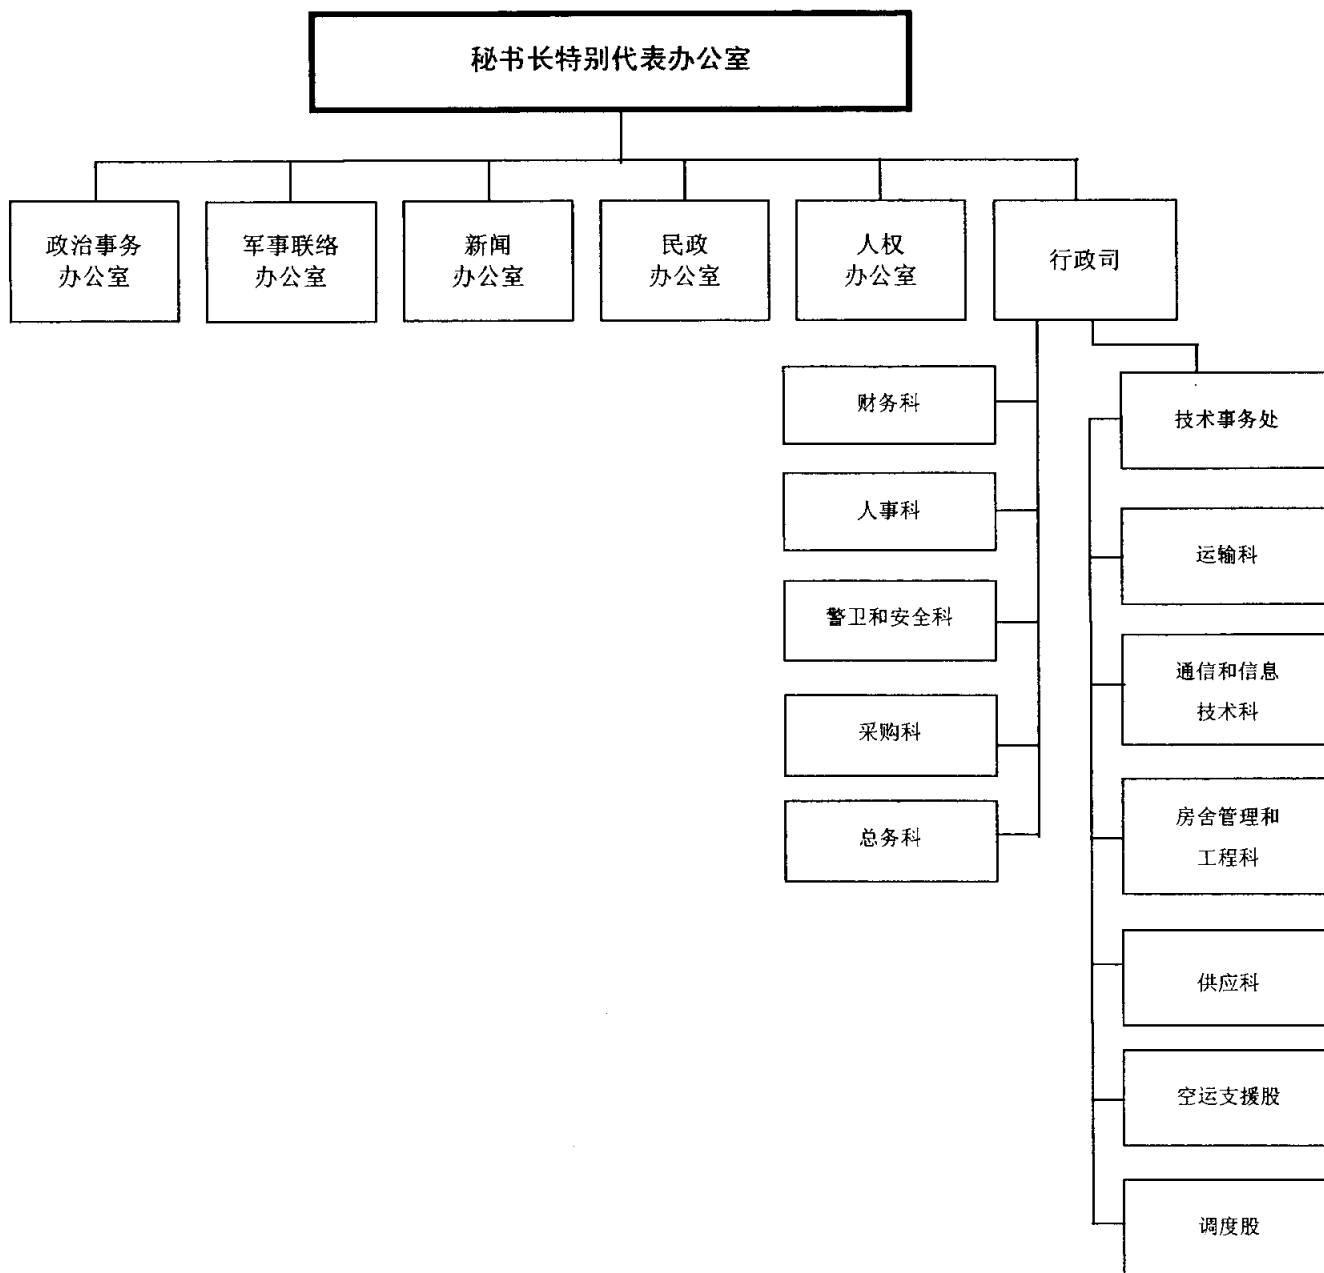 秘书长特别代表办公室
政治事务
办公室
军事联络
办公室
新闻
办公室
民政
办公室
人权
办公室
行政司
财务科
人事科
警卫和安全科
采购科
总务科
技术事务处
运输科
通信和信息
技术科
房舍管理和
工程科
供应科
空运支援股
调度股